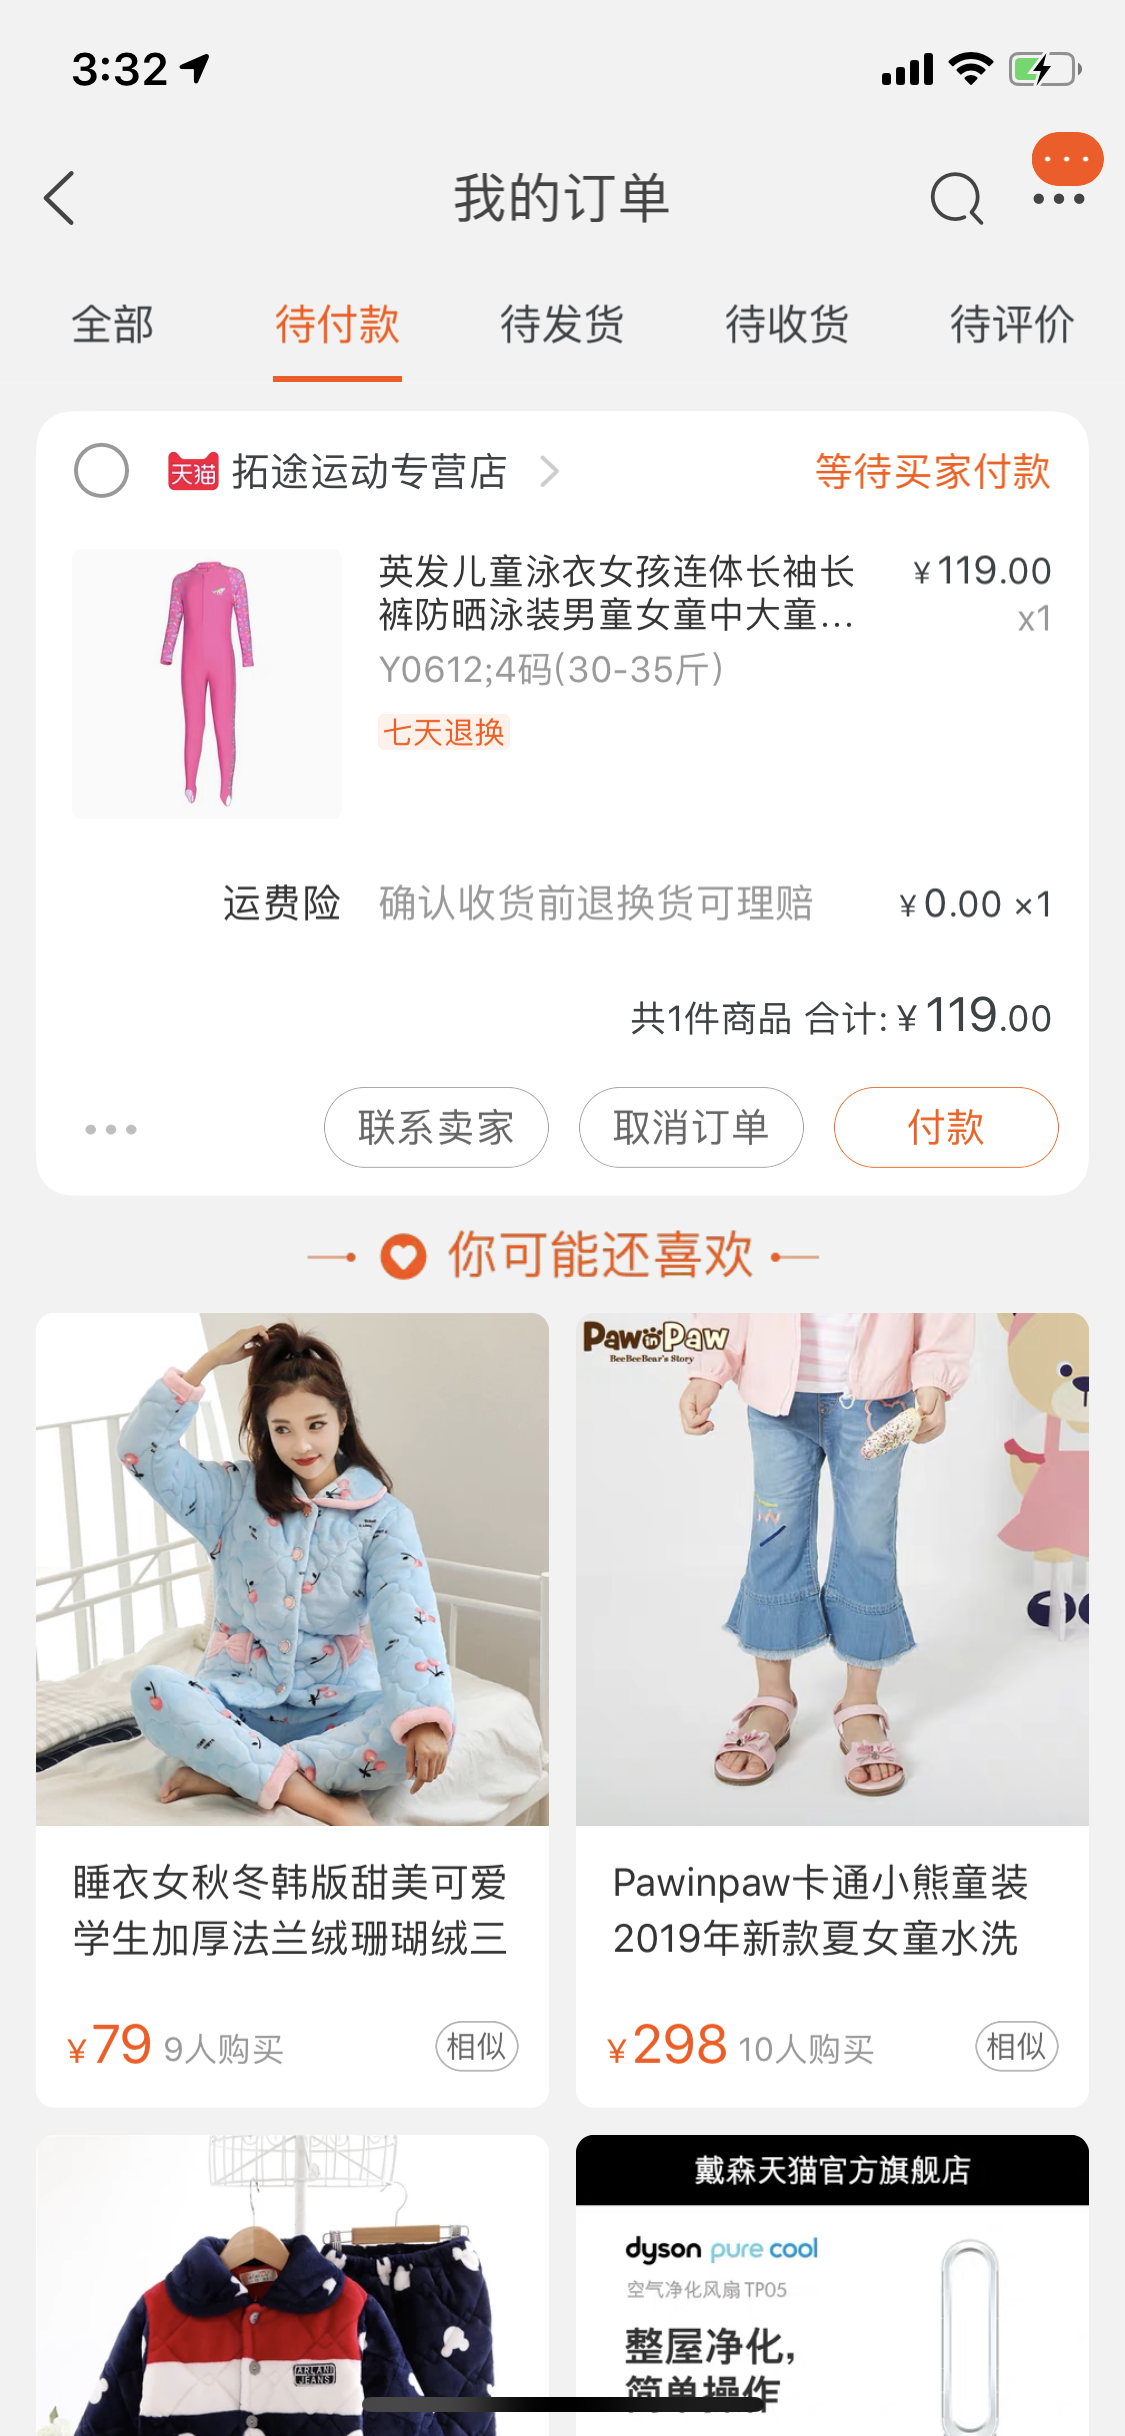 3:32
我的订单
全部
待付款
待发货
待收货
待评价
天猫 拓途运动专营店
等待买家付款
英发儿童泳衣女孩连体长袖长
裤防晒泳装男童女童中大童...
¥119.00
x1
Y0612;4码(30-35斤)
七天退换
运费险 确认收货前退换货可理赔 ¥0.00 ×1
共1件商品 合计:¥119.00
联系卖家
取消订单
付款
你可能还喜欢
Paw in Paw
BeeBeeBear's Story
睡衣女秋冬韩版甜美可爱
学生加厚法兰绒珊瑚绒三
¥79 9人购买
相似
Pawinpaw卡通小熊童装
2019年新款夏女童水洗
¥298 10人购买
相似
ARLAN
JEANS
戴森天猫官方旗舰店
dyson pure cool
空气净化风扇 TP05
整屋净化，
简单操作